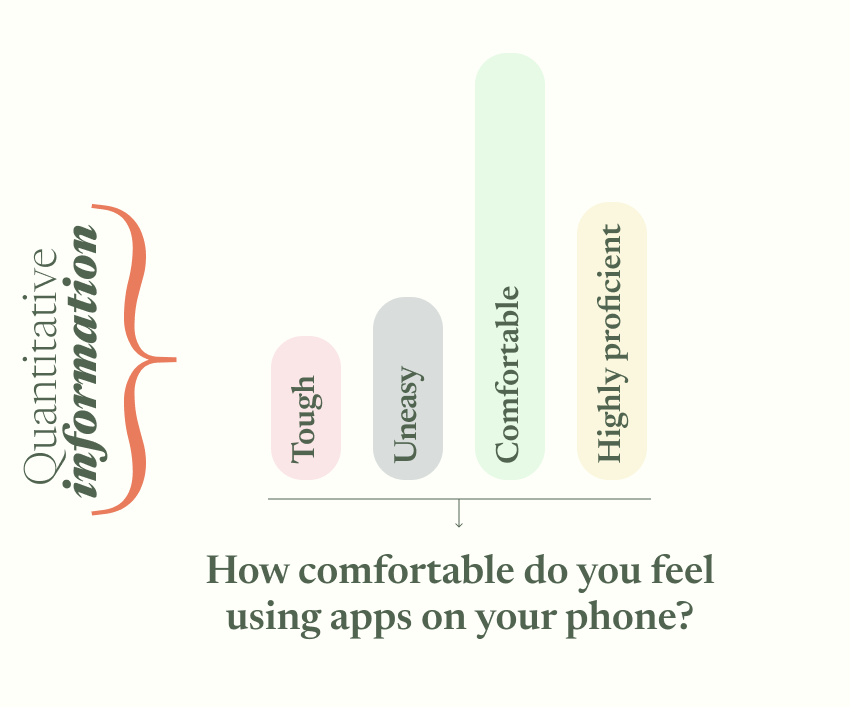 Quantitative
information
Tough
Uneasy
Comfortable
Highly proficient
How comfortable do you feel
using apps on your phone?